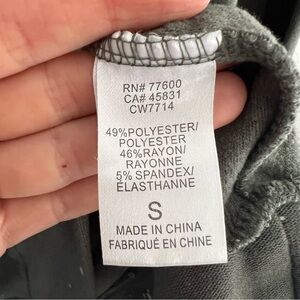 RN# 77600
CA# 45831
CW7714
49%POLYESTER/
POLYESTER
46%RAYON/
RAYONNE
5% SPANDEX/
ÉLASTHANNE
S
MADE IN CHINA
FABRIQUÉ EN CHINE